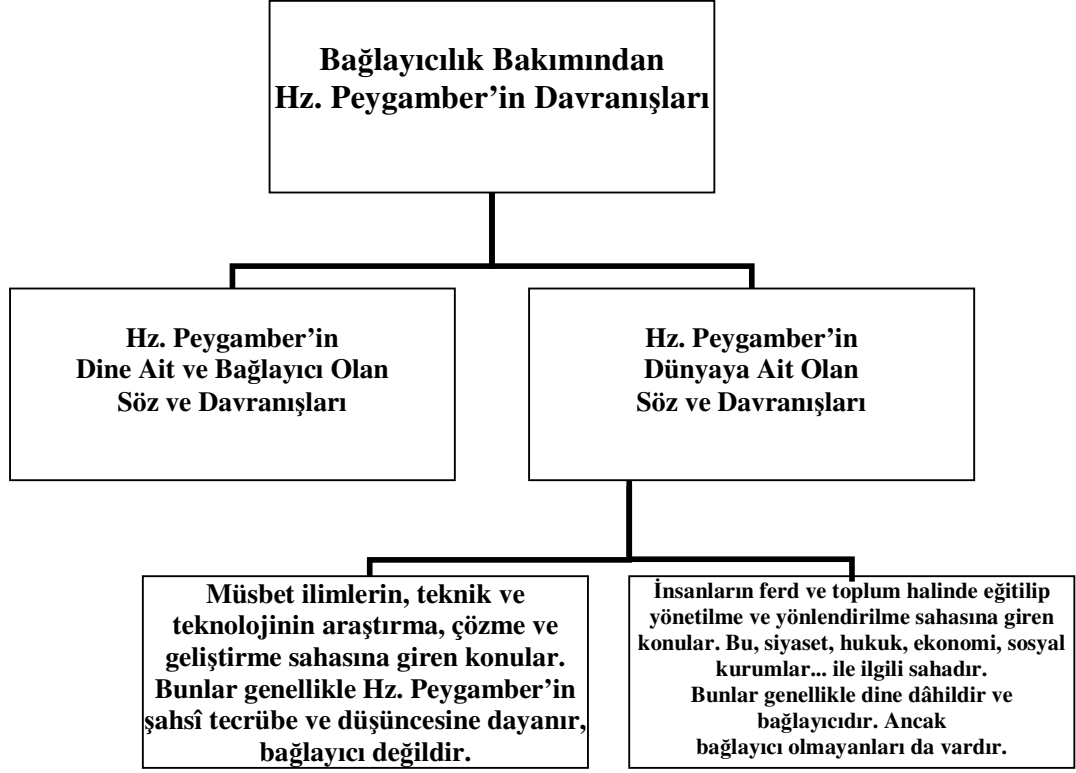 Bağlayıcılık Bakımından
Hz. Peygamber’in Davranışları
Hz. Peygamber’in
Dine Ait ve Bağlayıcı Olan
Söz ve Davranışları
Hz. Peygamber’in
Dünyaya Ait Olan
Söz ve Davranışları
Müsbet ilimlerin, teknik ve
teknolojinin araştırma, çözme ve
geliştirme sahasına giren konular.
Bunlar genellikle Hz. Peygamber’in
şahsî tecrübe ve düşüncesine dayanır,
bağlayıcı değildir.
İnsanların ferd ve toplum halinde eğitilip
yönetilme ve yönlendirilme sahasına giren
konular. Bu, siyaset, hukuk, ekonomi, sosyal
kurumlar... ile ilgili sahadır.
Bunlar genellikle dine dâhildir ve
bağlayıcıdır. Ancak
bağlayıcı olmayanları da vardır.